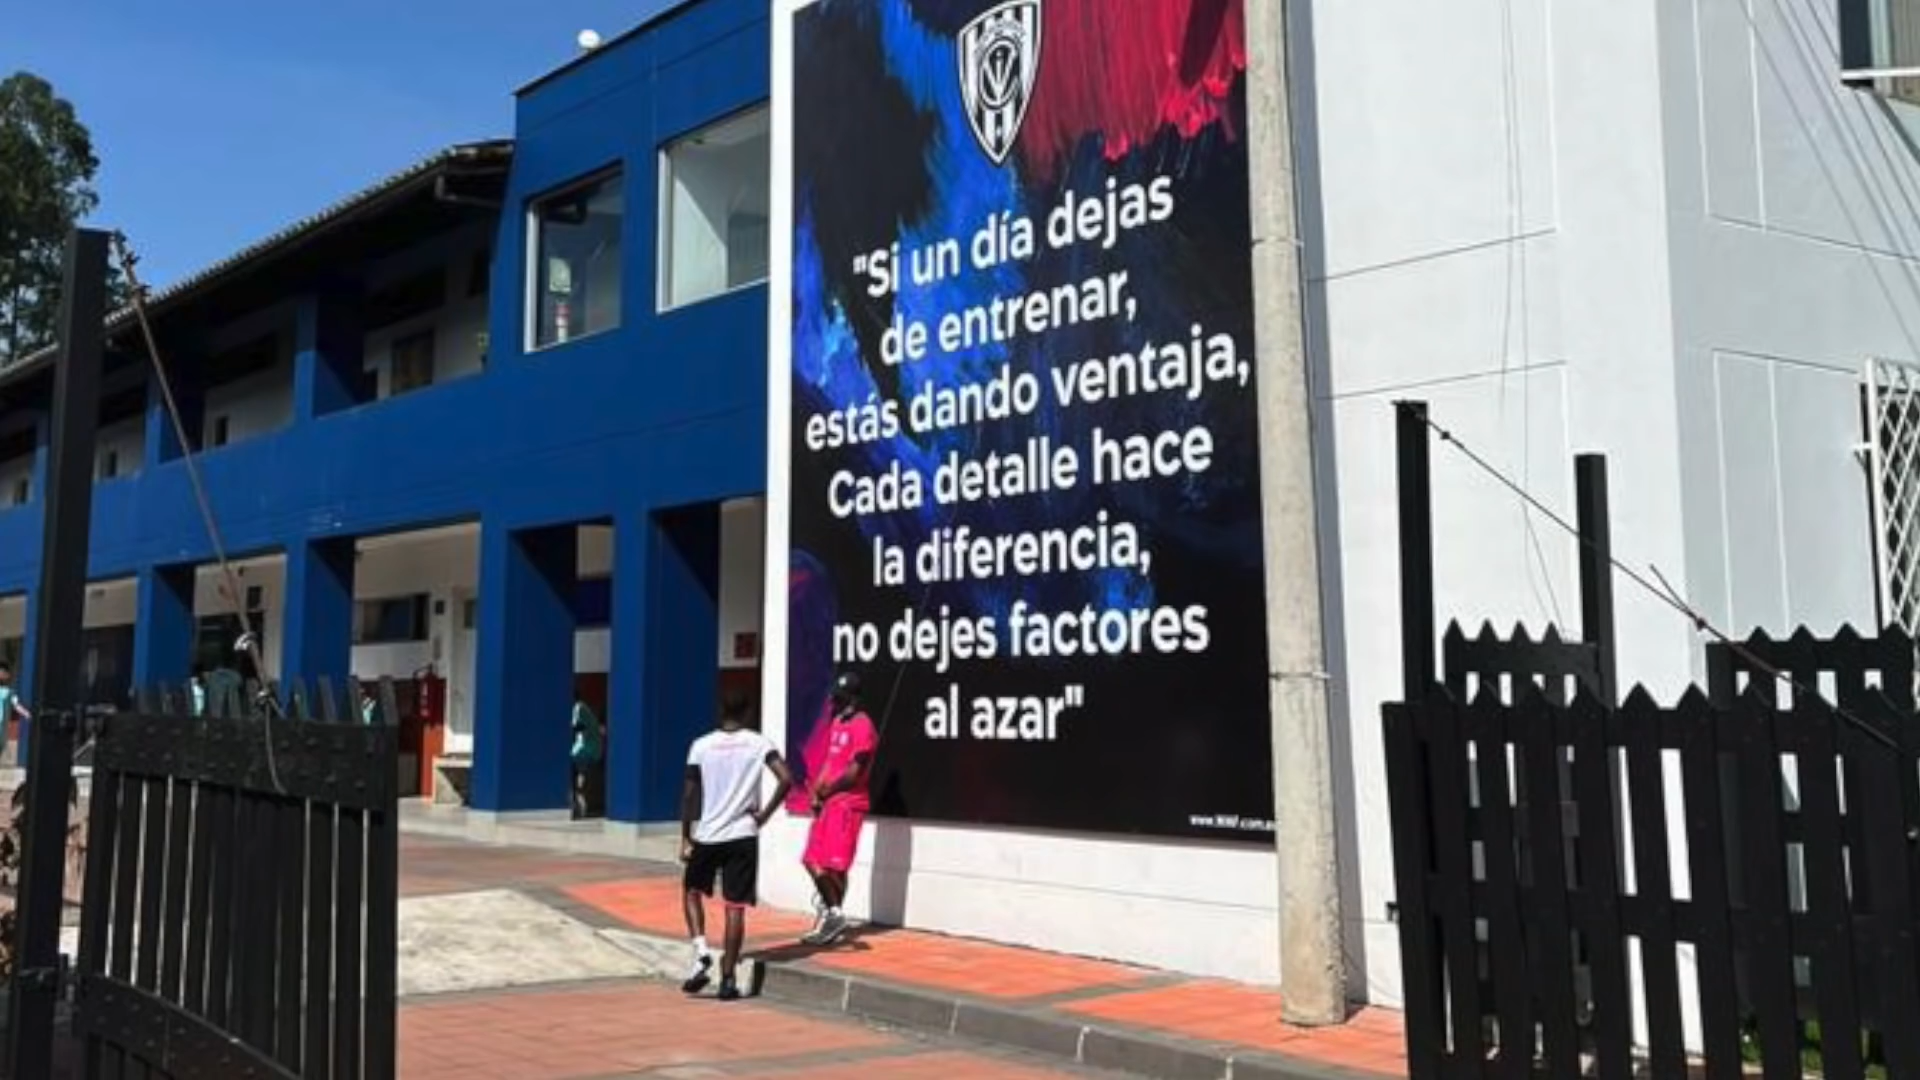 "Si un día dejas
de entrenar,
estás dando ventaja,
Cada detalle hace
la diferencia,
no dejes factores
al azar"